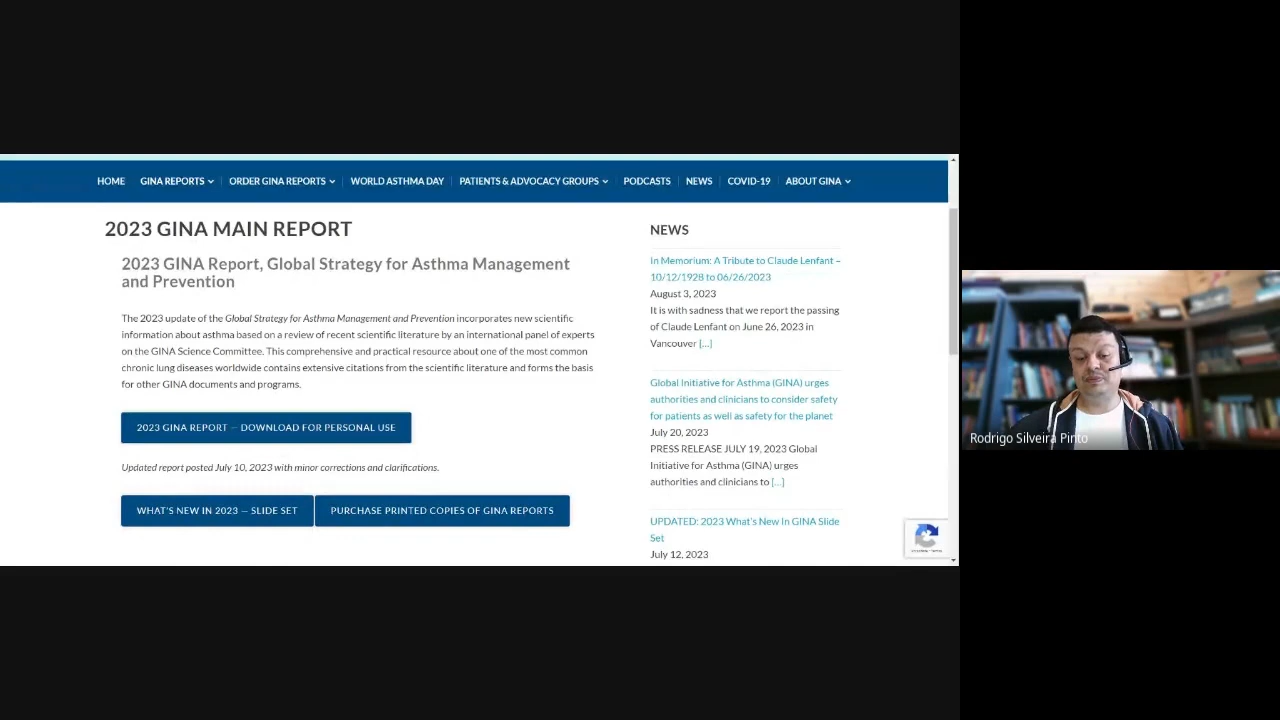 HOME GINA REPORTS ORDER GINA REPORTS WORLD ASTHMA DAY PATIENTS & ADVOCACY GROUPS PODCASTS NEWS COVID-19 ABOUT GINA
2023 GINA MAIN REPORT
2023 GINA Report, Global Strategy for Asthma Management
and Prevention
The 2023 update of the Global Strategy for Asthma Management and Prevention incorporates new scientific
information about asthma based on a review of recent scientific literature by an international panel of experts
on the GINA Science Committee. This comprehensive and practical resource about one of the most common
chronic lung diseases worldwide contains extensive citations from the scientific literature and forms the basis
for other GINA documents and programs.
2023 GINA REPORT — DOWNLOAD FOR PERSONAL USE
Updated report posted July 10, 2023 with minor corrections and clarifications.
WHAT'S NEW IN 2023 — SLIDE SET
PURCHASE PRINTED COPIES OF GINA REPORTS
NEWS
In Memorium: A Tribute to Claude Lenfant –
10/12/1928 to 06/26/2023
August 3, 2023
It is with sadness that we report the passing
of Claude Lenfant on June 26, 2023 in
Vancouver [...]
Global Initiative for Asthma (GINA) urges
authorities and clinicians to consider safety
for patients as well as safety for the planet
July 20, 2023
PRESS RELEASE JULY 19, 2023 Global
Initiative for Asthma (GINA) urges
authorities and clinicians to [...]
UPDATED: 2023 What's New In GINA Slide
Set
July 12, 2023
Rodrigo Silveira Pinto